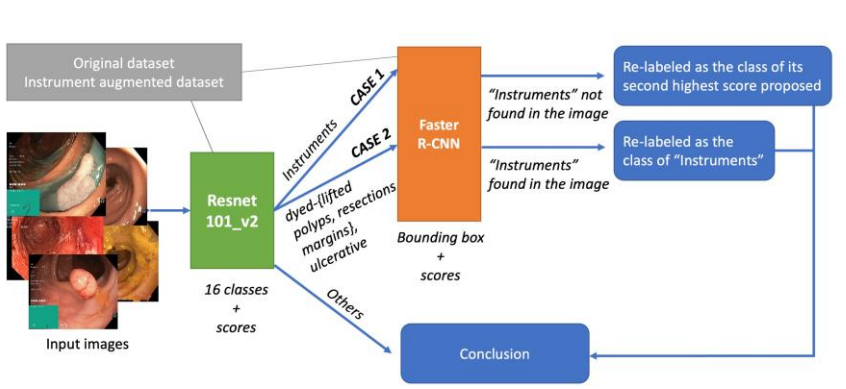 Original dataset
Instrument augmented dataset
Input images
Resnet
101_v2
16 classes
+
scores
Instruments
CASE 1
CASE 2
dyed-{lifted
polyps, resections
margins},
ulcerative
Others
Faster
R-CNN
Bounding box
+
scores
“Instruments” not
found in the image
“Instruments”
found in the image
Re-labeled as the class of its
second highest score proposed
Re-labeled as the
class of “Instruments”
Conclusion